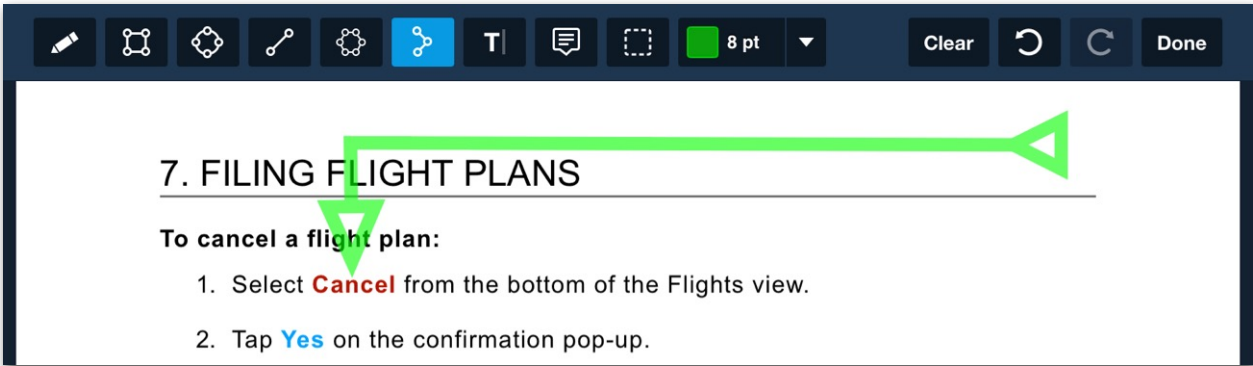 T| 8 pt Clear Done
7. FILING FLIGHT PLANS
To cancel a flight plan:
1. Select Cancel from the bottom of the Flights view.
2. Tap Yes on the confirmation pop-up.